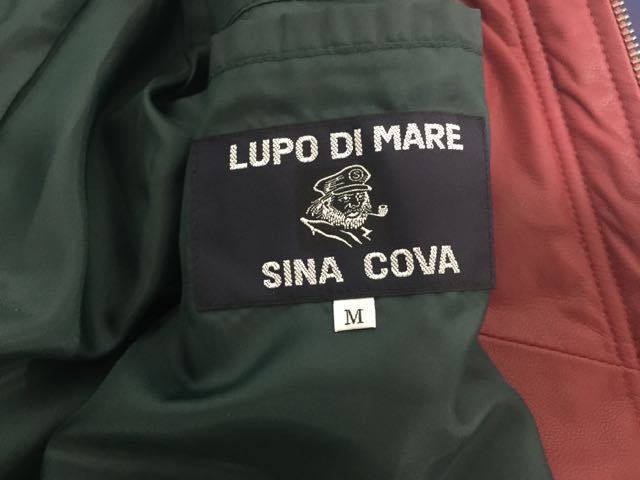 LUPO DI MARE
SINA COVA
M